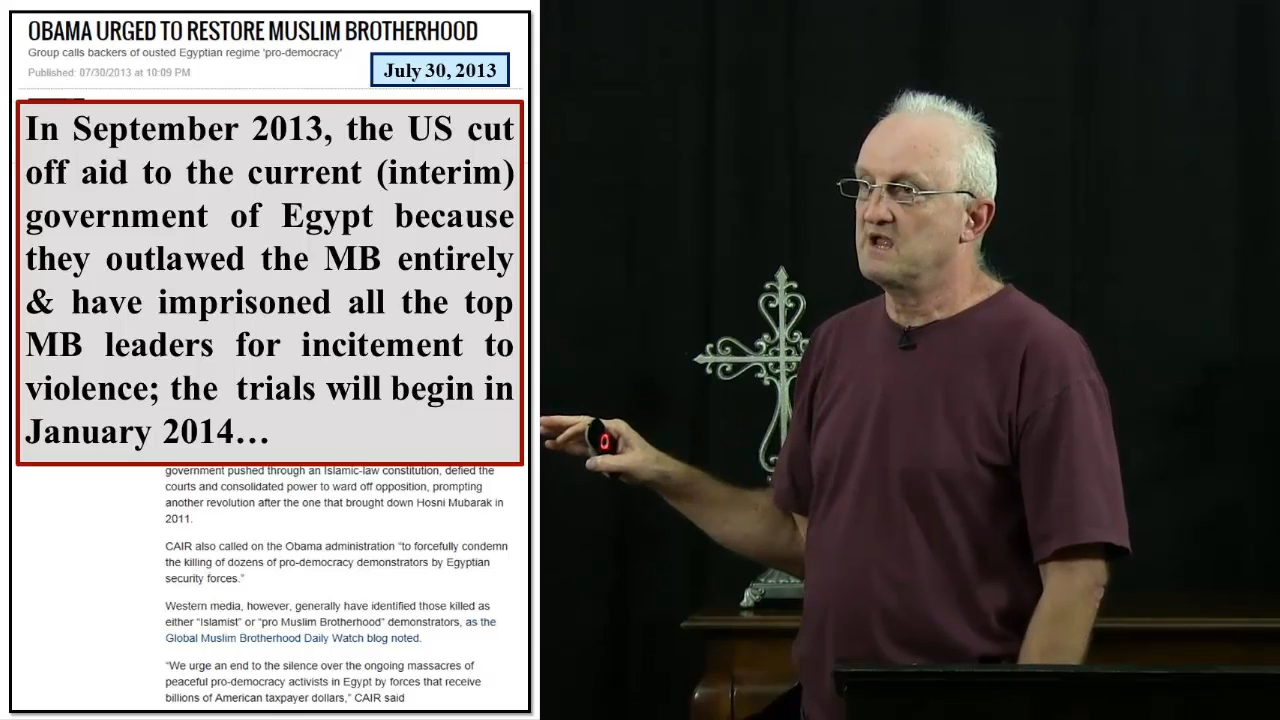 OBAMA URGED TO RESTORE MUSLIM BROTHERHOOD
Group calls backers of ousted Egyptian regime 'pro-democracy'
Published: 07/30/2013 at 10:09 PM
July 30, 2013
In September 2013, the US cut
off aid to the current (interim)
government of Egypt because
they outlawed the MB entirely
& have imprisoned all the top
MB leaders for incitement to
violence; the trials will begin in
January 2014…
government pushed through an Islamic-law constitution, defied the
courts and consolidated power to ward off opposition, prompting
another revolution after the one that brought down Hosni Mubarak in
2011.
CAIR also called on the Obama administration "to forcefully condemn
the killing of dozens of pro-democracy demonstrators by Egyptian
security forces."
Western media, however, generally have identified those killed as
either "Islamist" or "pro Muslim Brotherhood" demonstrators, as the
Global Muslim Brotherhood Daily Watch blog noted.
"We urge an end to the silence over the ongoing massacres of
peaceful pro-democracy activists in Egypt by forces that receive
billions of American taxpayer dollars," CAIR said
0